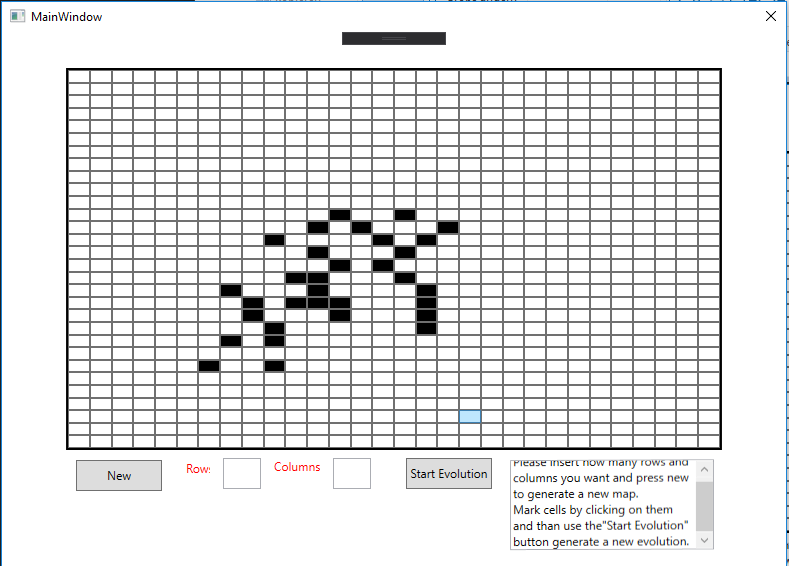 MainWindow
New
Row:
Columns
Start Evolution
Please insert how many rows and
columns you want and press new
to generate a new map.
Mark cells by clicking on them
and than use the"Start Evolution"
button generate a new evolution.